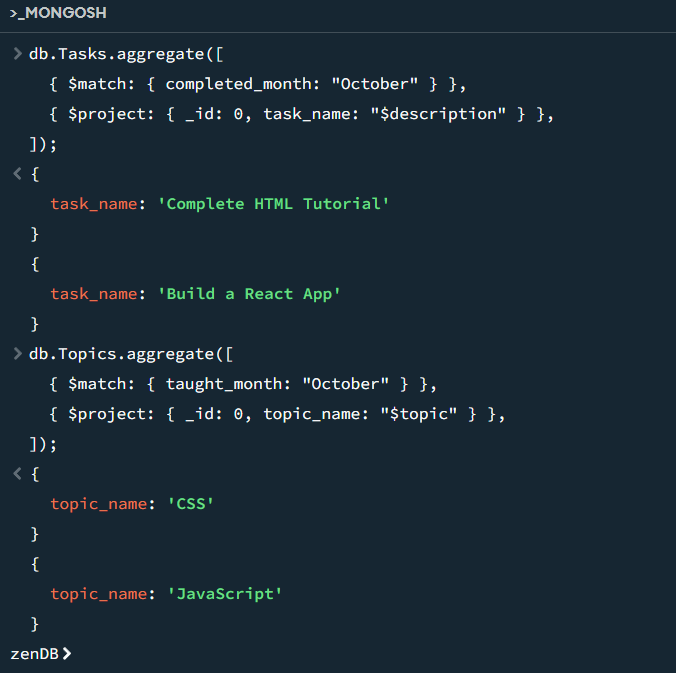 >_MONGOSH
> db.Tasks.aggregate([
{ $match: { completed_month: "October" } },
{ $project: { _id: 0, task_name: "$description" } },
]);
< {
task_name: 'Complete HTML Tutorial'
}
{
task_name: 'Build a React App'
}
> db.Topics.aggregate([
{ $match: { taught_month: "October" } },
{ $project: { _id: 0, topic_name: "$topic" } },
]);
< {
topic_name: 'CSS'
}
{
topic_name: 'JavaScript'
}
zenDB>